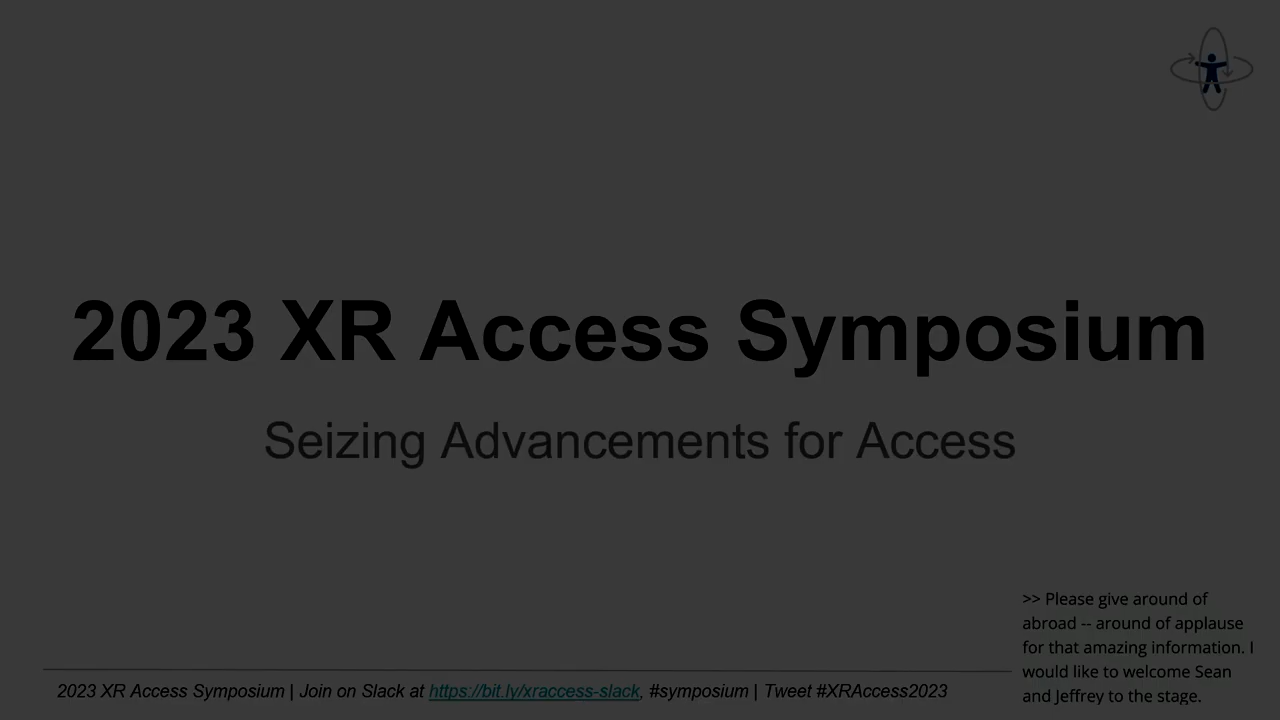 2023 XR Access Symposium
Seizing Advancements for Access
>> Please give around of
abroad -- around of applause
for that amazing information. I
would like to welcome Sean
and Jeffrey to the stage.
2023 XR Access Symposium | Join on Slack at https://bit.ly/xraccess-slack, #symposium | Tweet #XRAccess2023